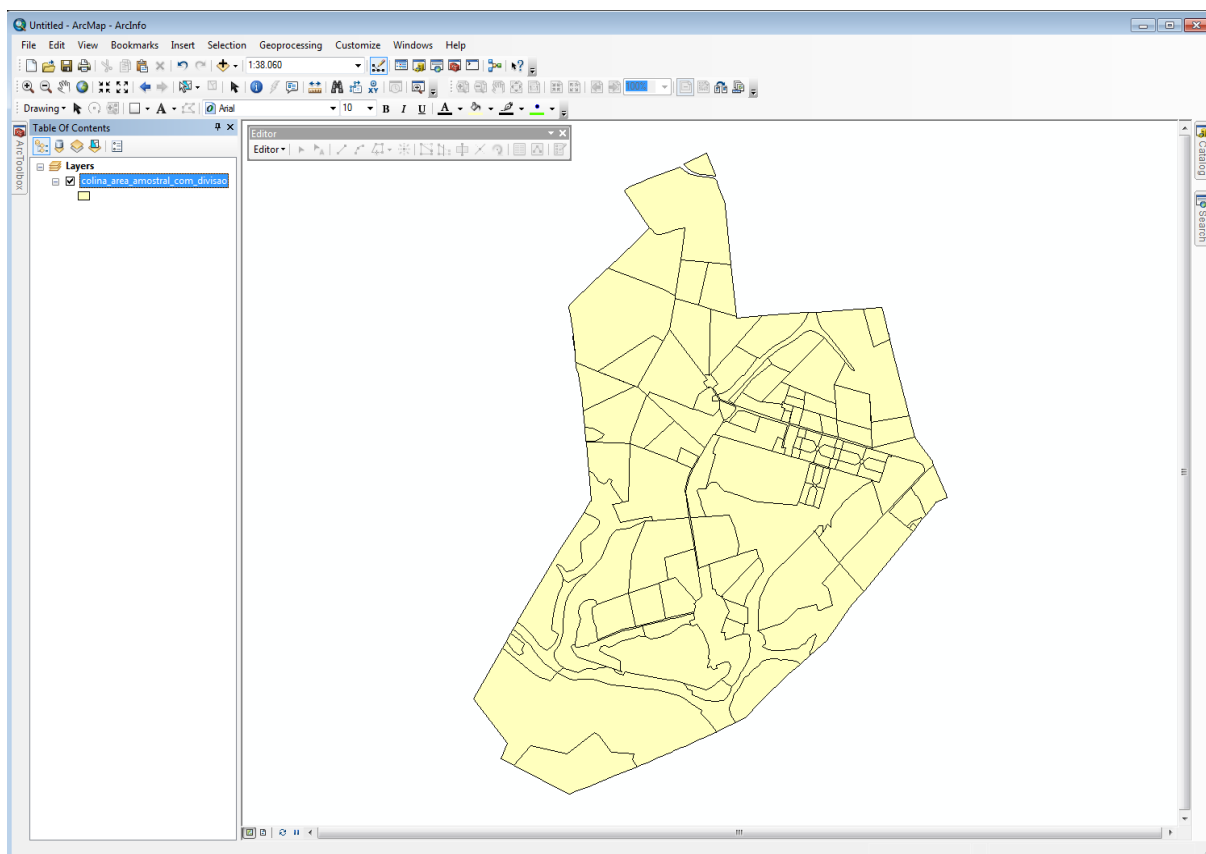 Untitled - ArcMap - ArcInfo
File Edit View Bookmarks Insert Selection Geoprocessing Customize Windows Help
1:38.060
100%
Drawing A Arial 10 B I U A
Table Of Contents
Editor
Editor
Layers
colina_area_amostral_com_divisao
ArcToolbox
Catalog
Search